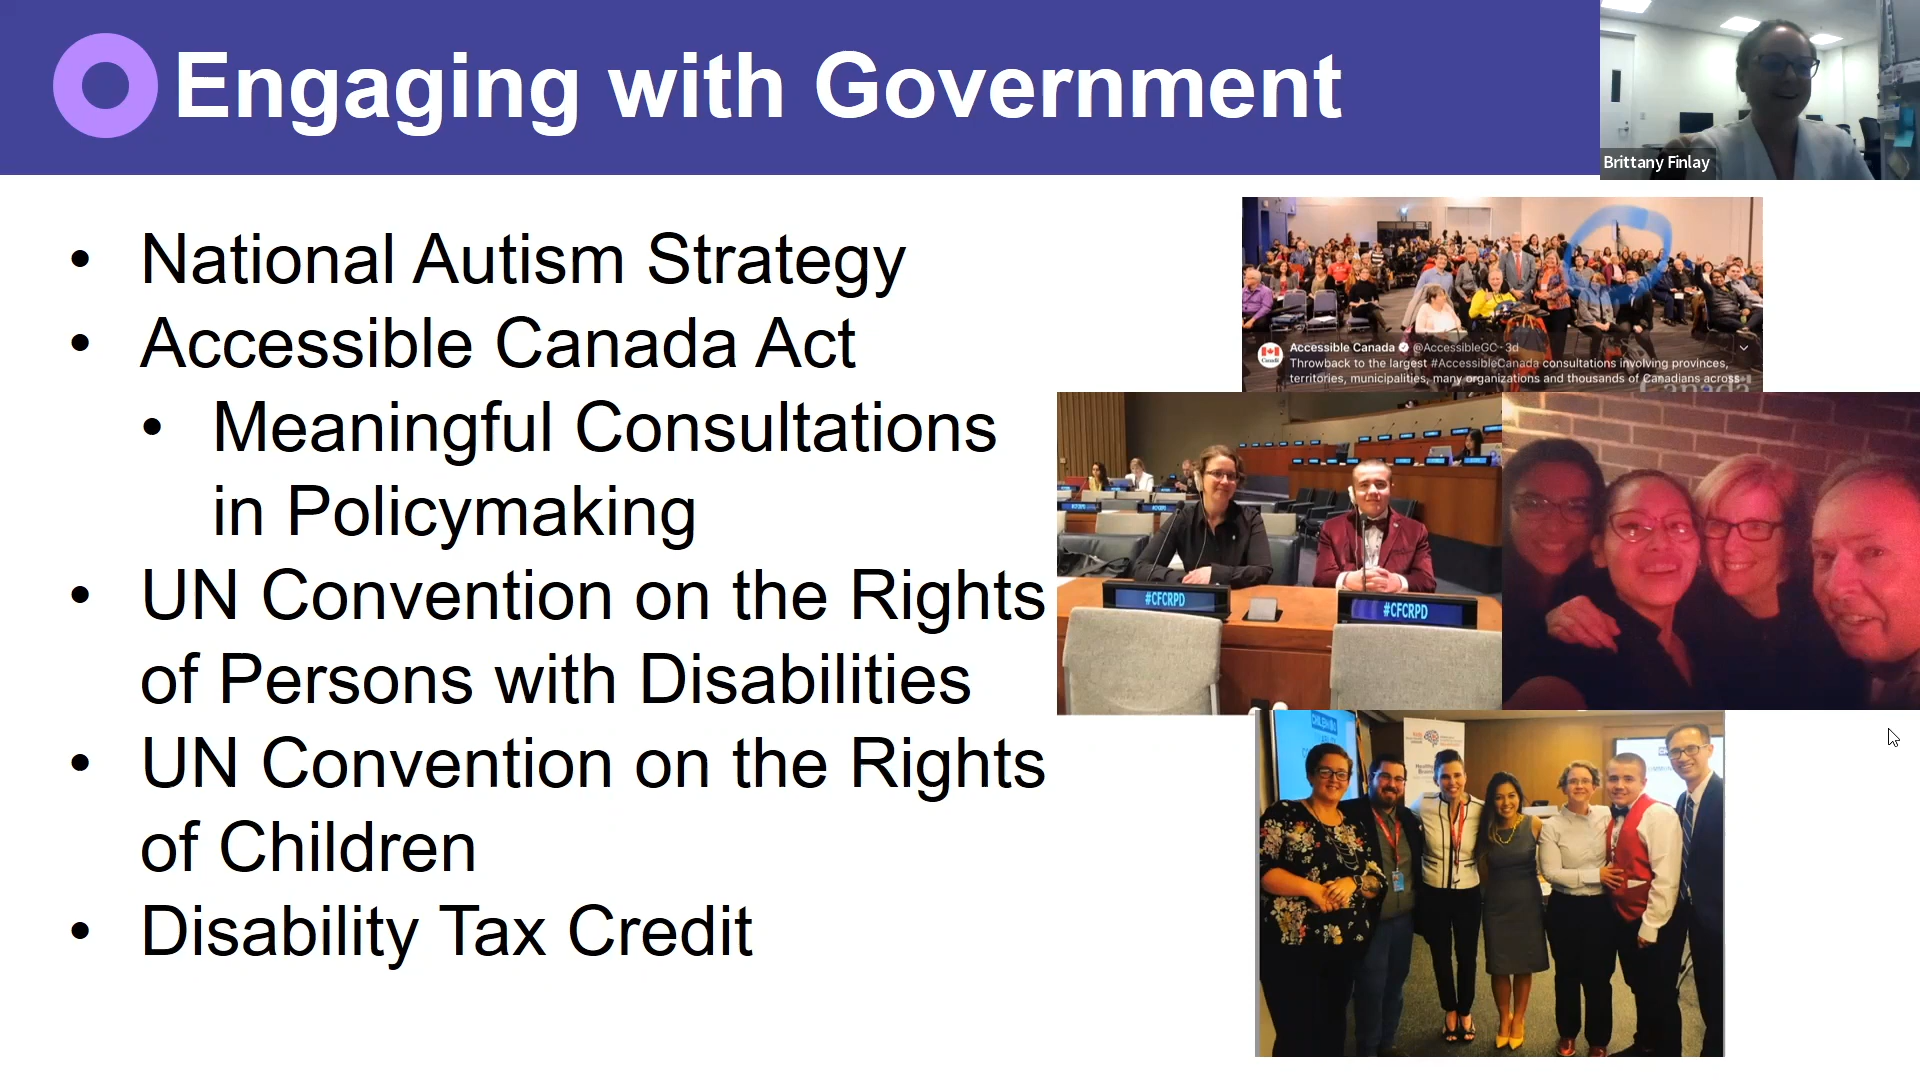 Engaging with Government
Brittany Finlay
• National Autism Strategy
• Accessible Canada Act
• Meaningful Consultations
in Policymaking
• UN Convention on the Rights
of Persons with Disabilities
• UN Convention on the Rights
of Children
• Disability Tax Credit
Accessible Canada @AccessibleGC · 3d
Throwback to the largest #AccessibleCanada consultations involving provinces,
territories, municipalities, many organizations and thousands of Canadians across
Canada
#CFCRPD
#CFCRPD